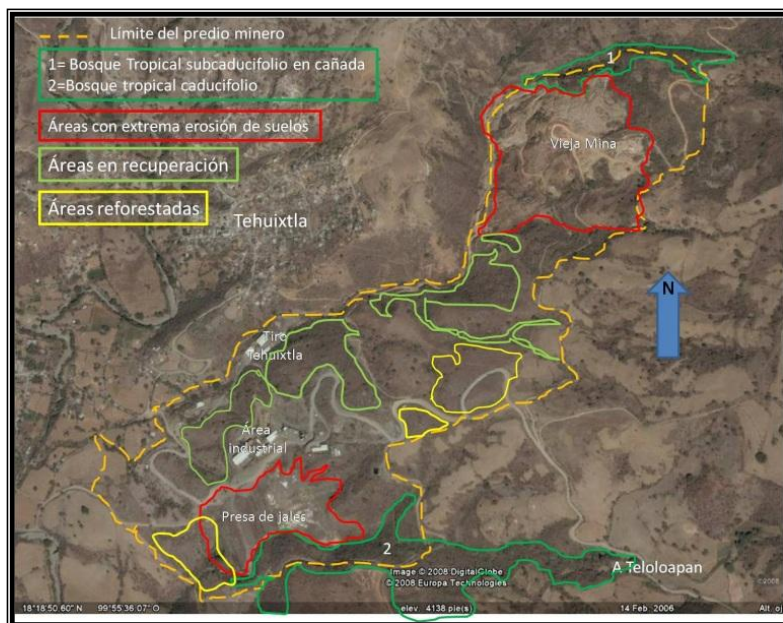 Límite del predio minero
1= Bosque Tropical subcaducifolio en cañada
2=Bosque tropical caducifolio
Áreas con extrema erosión de suelos
Áreas en recuperación
Áreas reforestadas
1
Vieja Mina
Tehuixtla
N
Tiro
Tehuixtla
Área
industrial
Presa de jales
2
A Teloloapan
Image © 2008 DigitalGlobe
© 2008 Europa Technologies
©2008
18°18'50 60" N 99°55'36.07" O
elev. 4138 pie(s)
14 Feb. 2006
Alt. oj